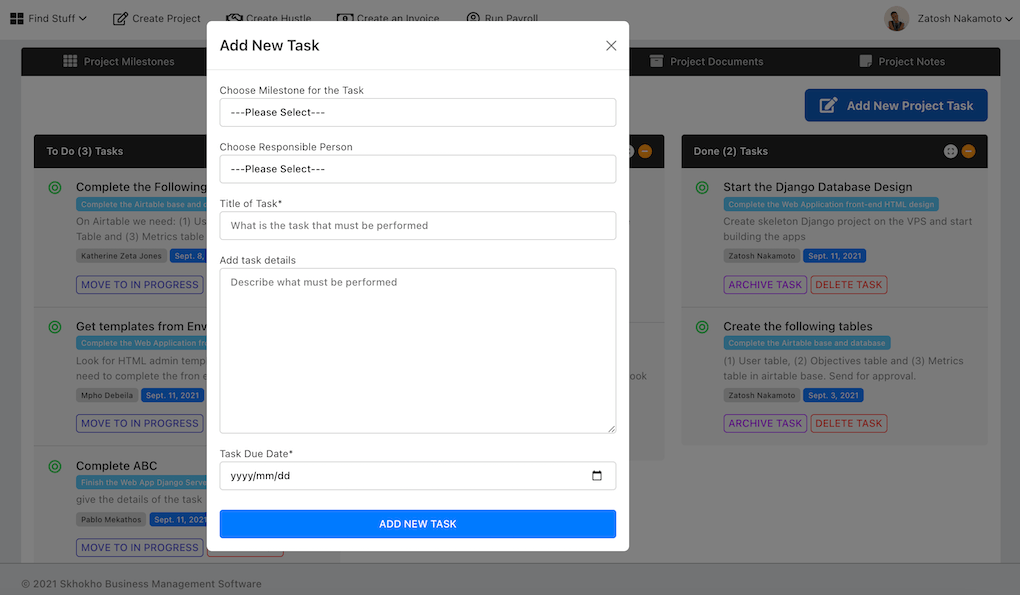 Find Stuff
Create Project
Create Hustle
Create an Invoice
Run Payroll
Zatosh Nakamoto
Project Milestones
Project Documents
Project Notes
Add New Project Task
To Do (3) Tasks
Complete the Following
Complete the Airtable base and
On Airtable we need: (1) Us
Table and (3) Metrics table
Katherine Zeta Jones
Sept. 8,
MOVE TO IN PROGRESS
Get templates from Env
Complete the Web Application fr
Look for HTML admin temp
need to complete the fron e
Mpho Debeila
Sept. 11, 2021
MOVE TO IN PROGRESS
Complete ABC
Finish the Web App Django Serve
give the details of the task
Pablo Mekathos
Sept. 11, 2021
MOVE TO IN PROGRESS
Add New Task
Choose Milestone for the Task
---Please Select---
Choose Responsible Person
---Please Select---
Title of Task*
What is the task that must be performed
Add task details
Describe what must be performed
Task Due Date*
yyyy/mm/dd
ADD NEW TASK
ook
Done (2) Tasks
Start the Django Database Design
Complete the Web Application front-end HTML design
Create skeleton Django project on the VPS and start
building the apps
Zatosh Nakamoto
Sept. 11, 2021
ARCHIVE TASK
DELETE TASK
Create the following tables
Complete the Airtable base and database
(1) User table, (2) Objectives table and (3) Metrics
table in airtable base. Send for approval.
Zatosh Nakamoto
Sept. 3, 2021
ARCHIVE TASK
DELETE TASK
© 2021 Skhokho Business Management Software